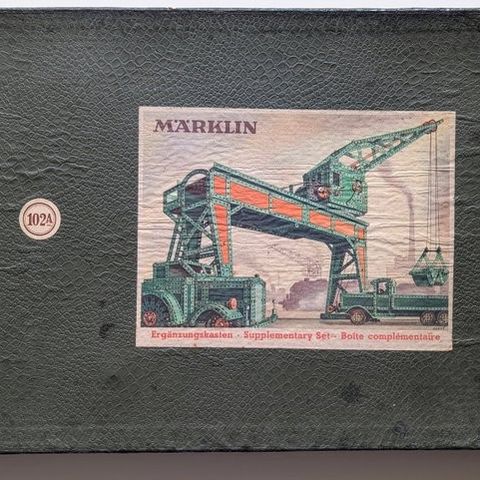 MÄRKLIN
102A
Ergänzungskasten · Supplementary Set - Boîte complémentaire